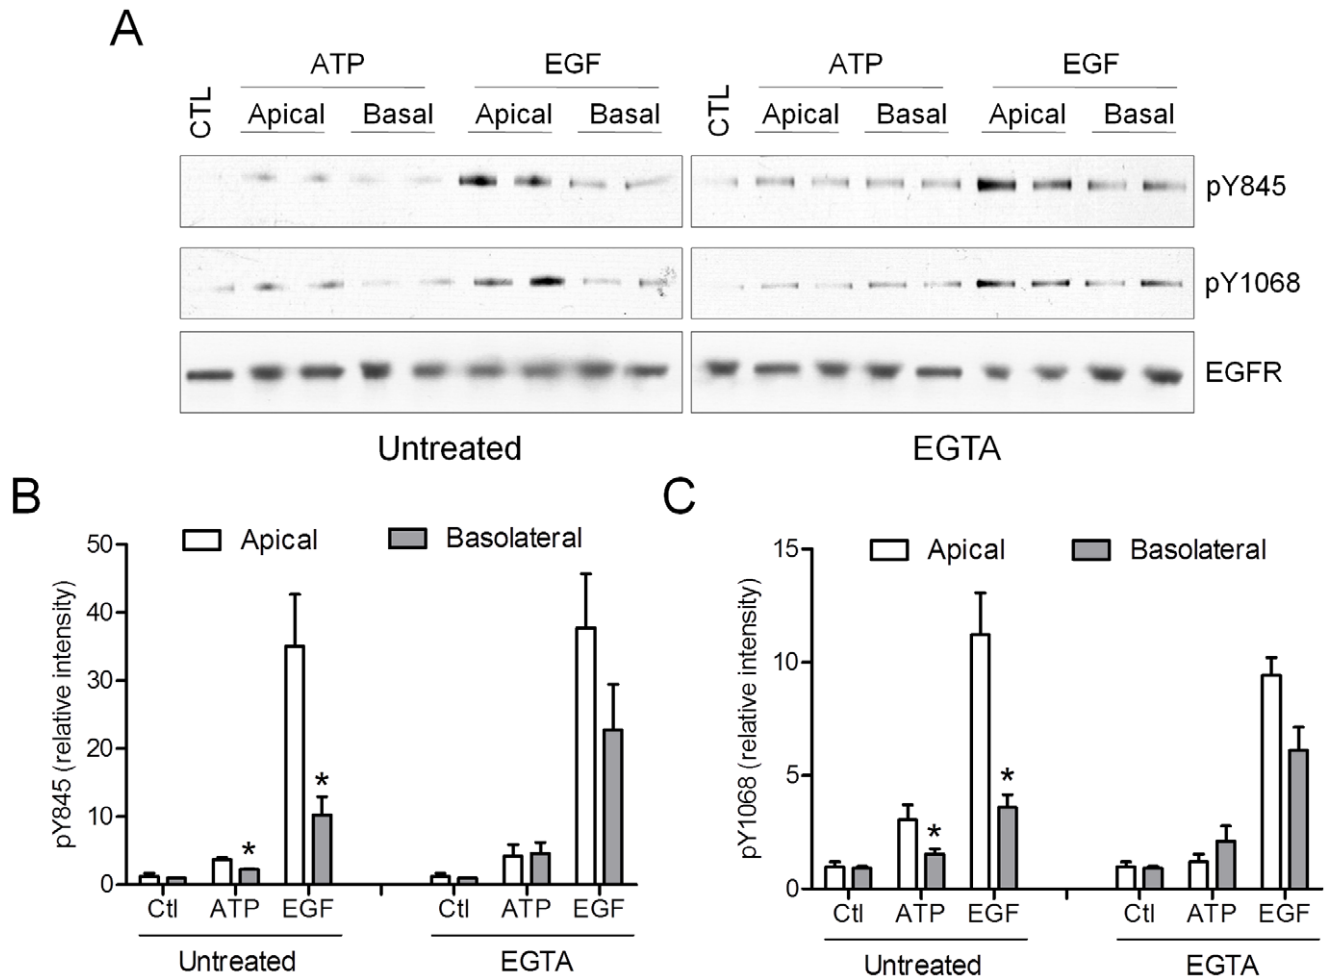 A
ATP EGF ATP EGF
CTL Apical Basal Apical Basal CTL Apical Basal Apical Basal
pY845
pY1068
EGFR
Untreated EGTA
B
Apical Basolateral
pY845 (relative intensity)
50
40
30
20
10
0
* *
Ctl ATP EGF Ctl ATP EGF
Untreated EGTA
C
Apical Basolateral
pY1068 (relative intensity)
15
10
5
0
* *
Ctl ATP EGF Ctl ATP EGF
Untreated EGTA